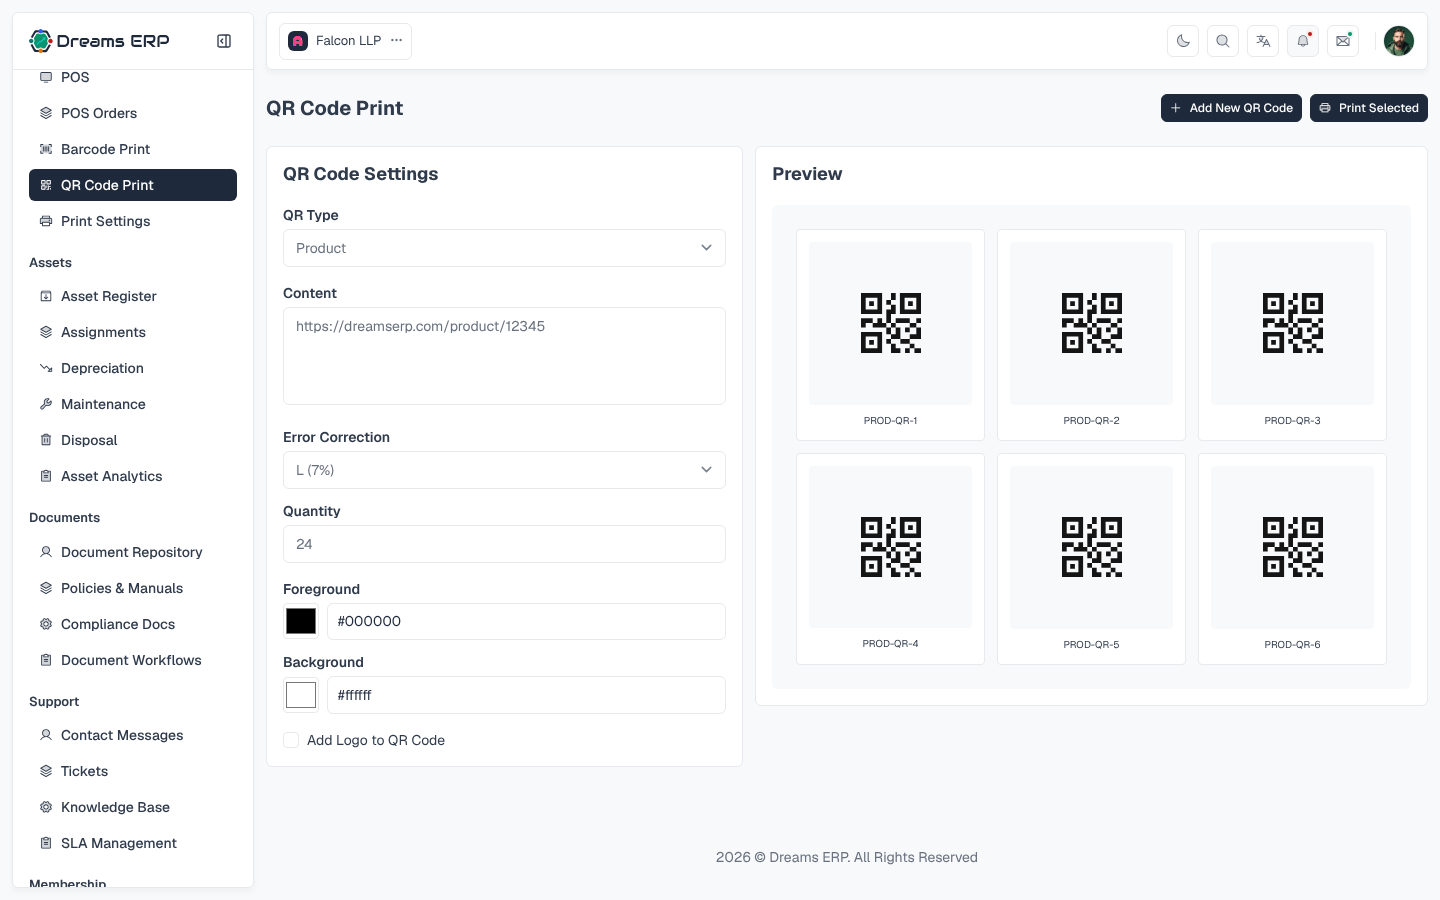 Dreams ERP
POS
POS Orders
Barcode Print
QR Code Print
Print Settings
Assets
Asset Register
Assignments
Depreciation
Maintenance
Disposal
Asset Analytics
Documents
Document Repository
Policies & Manuals
Compliance Docs
Document Workflows
Support
Contact Messages
Tickets
Knowledge Base
SLA Management
Membership
Falcon LLP
QR Code Print
Add New QR Code
Print Selected
QR Code Settings
QR Type
Product
Content
https://dreamserp.com/product/12345
Error Correction
L (7%)
Quantity
24
Foreground
#000000
Background
#ffffff
Add Logo to QR Code
Preview
PROD-QR-1
PROD-QR-2
PROD-QR-3
PROD-QR-4
PROD-QR-5
PROD-QR-6
2026 © Dreams ERP. All Rights Reserved